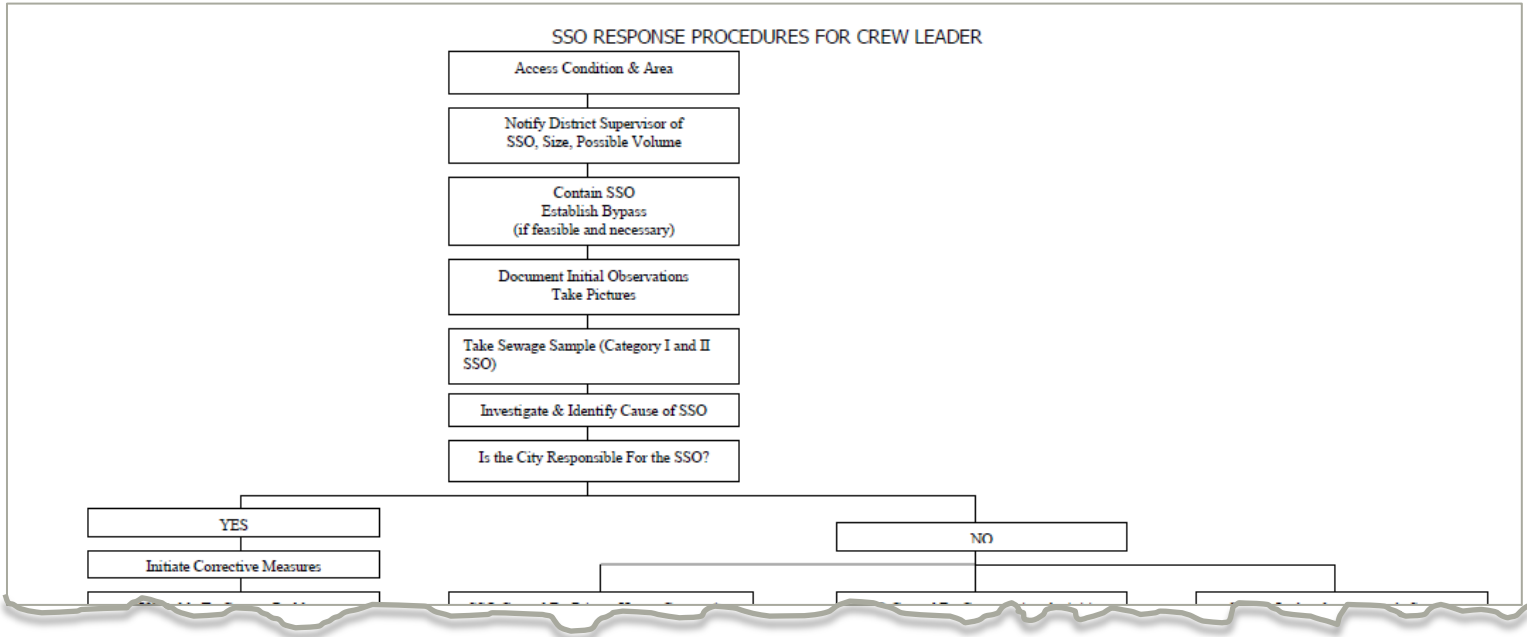 SSO RESPONSE PROCEDURES FOR CREW LEADER
Access Condition & Area
Notify District Supervisor of
SSO, Size, Possible Volume
Contain SSO
Establish Bypass
(if feasible and necessary)
Document Initial Observations
Take Pictures
Take Sewage Sample (Category I and II
SSO)
Investigate & Identify Cause of SSO
Is the City Responsible For the SSO?
YES
NO
Initiate Corrective Measures